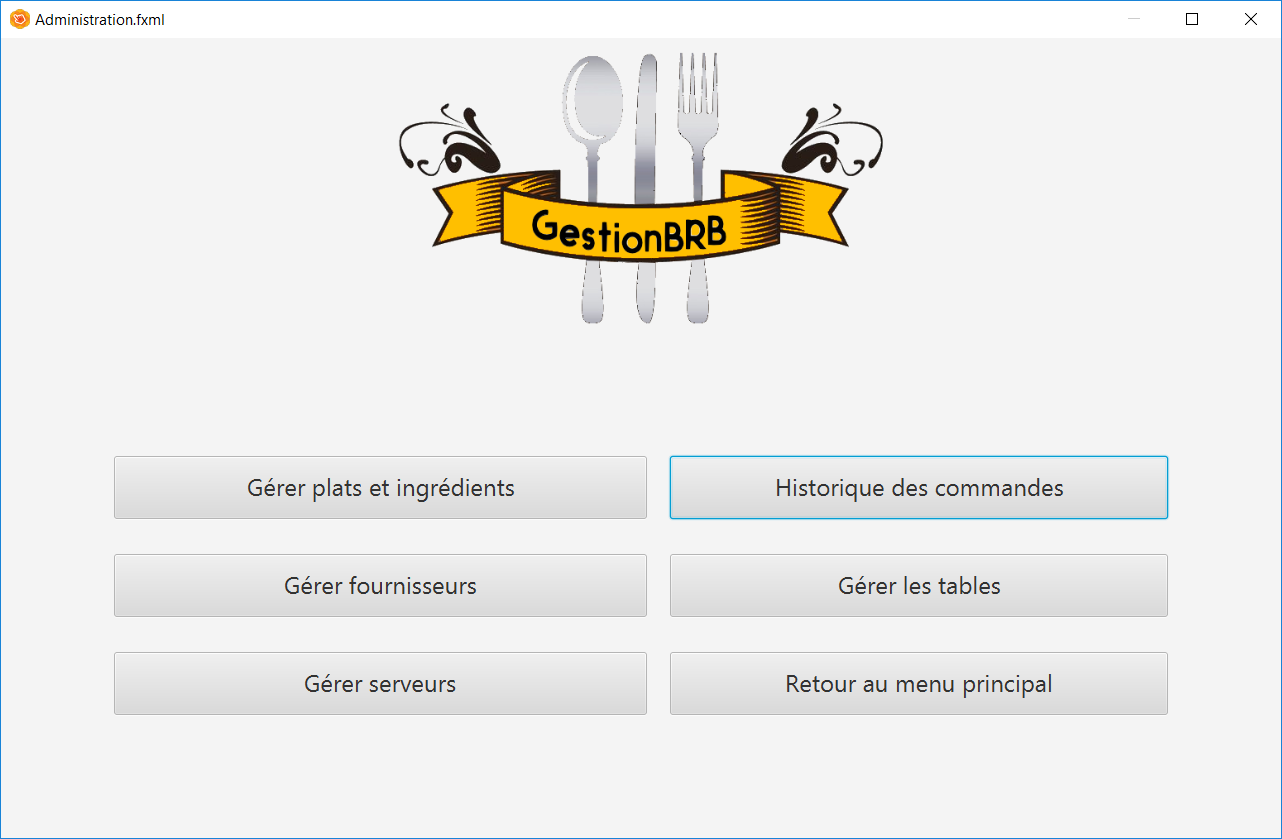 Administration.fxml
GestionBRB
Gérer plats et ingrédients
Historique des commandes
Gérer fournisseurs
Gérer les tables
Gérer serveurs
Retour au menu principal